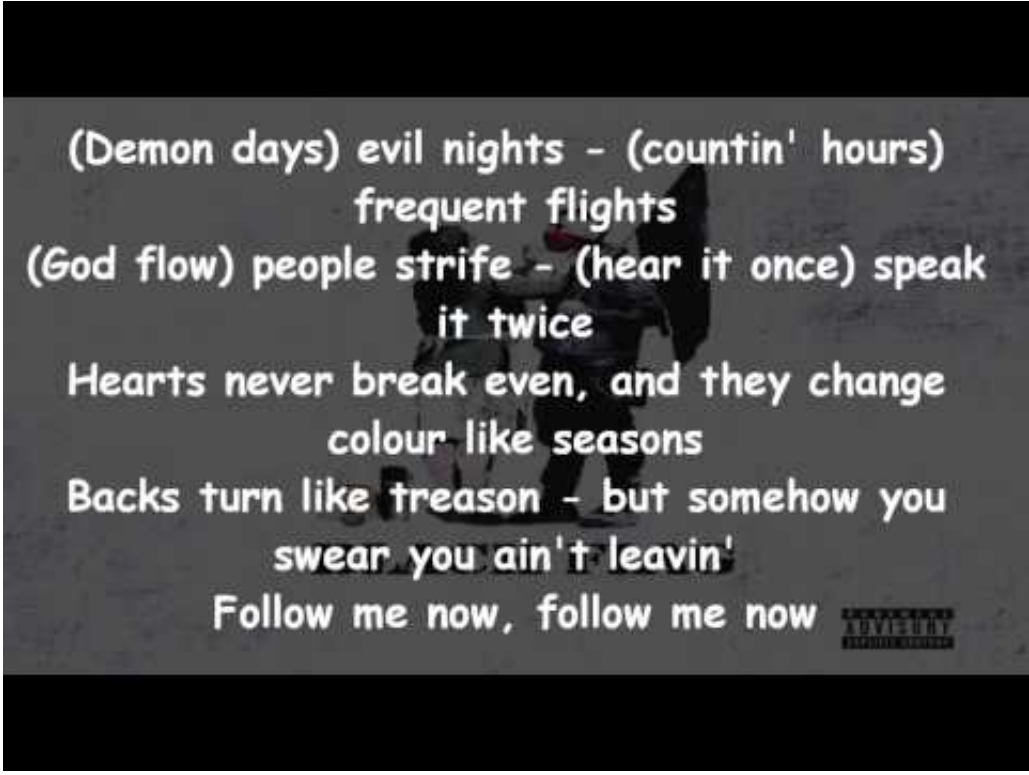 (Demon days) evil nights - (countin' hours)
frequent flights
(God flow) people strife - (hear it once) speak
it twice
Hearts never break even, and they change
colour like seasons
Backs turn like treason - but somehow you
swear you ain't leavin'
Follow me now, follow me now
ADVISORY